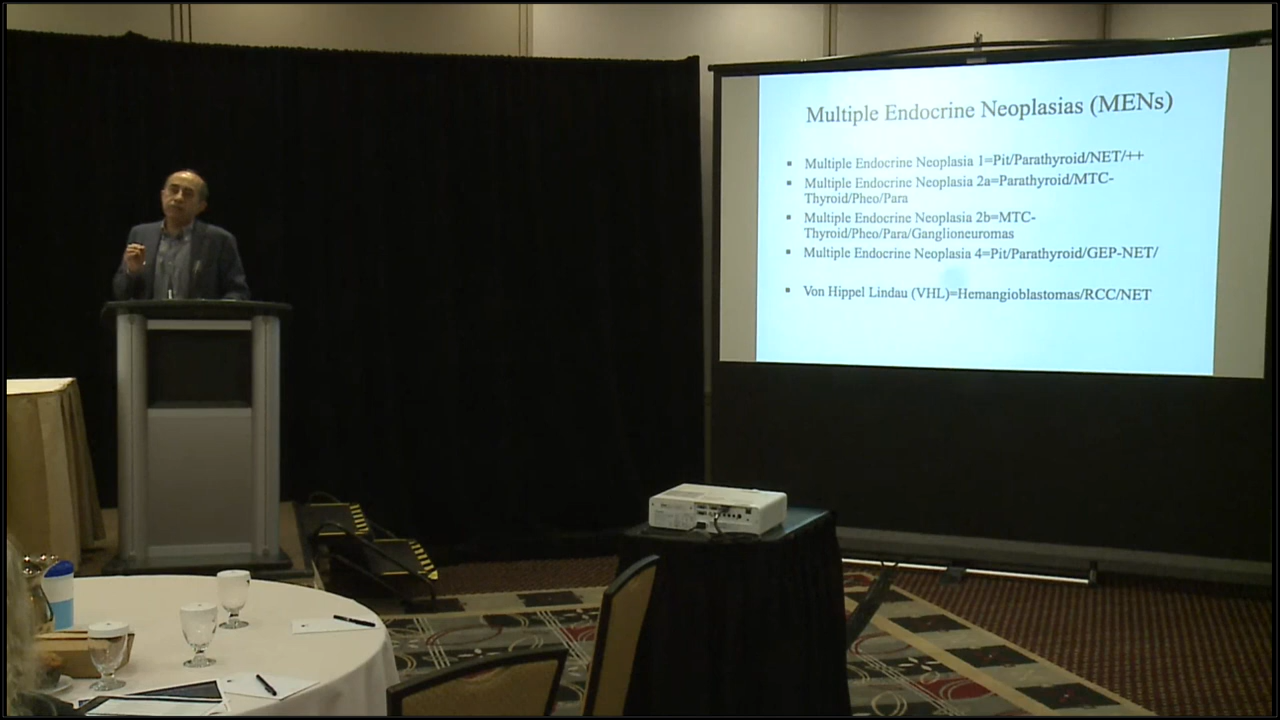 Multiple Endocrine Neoplasias (MENs)
▪ Multiple Endocrine Neoplasia 1=Pit/Parathyroid/NET/++
▪ Multiple Endocrine Neoplasia 2a=Parathyroid/MTC-
Thyroid/Pheo/Para
▪ Multiple Endocrine Neoplasia 2b=MTC-
Thyroid/Pheo/Para/Ganglioneuromas
▪ Multiple Endocrine Neoplasia 4=Pit/Parathyroid/GEP-NET/
▪ Von Hippel Lindau (VHL)=Hemangioblastomas/RCC/NET